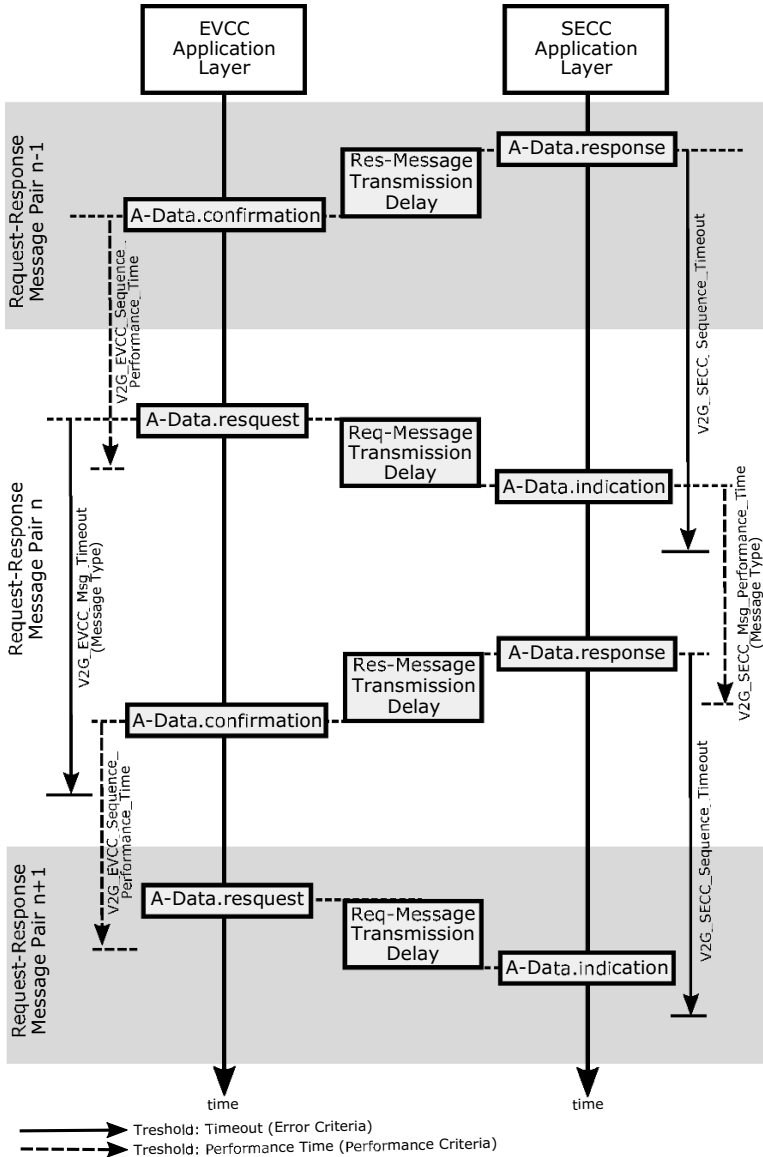 EVCC
Application
Layer
SECC
Application
Layer
Request-Response
Message Pair n-1
A-Data.response
Res-Message
Transmission
Delay
A-Data.confirmation
V2G_EVCC_Sequence_
Performance_Time
V2G_SECC_Sequence_Timeout
Request-Response
Message Pair n
A-Data.resquest
Req-Message
Transmission
Delay
A-Data.indication
V2G_EVCC_Msg_Timeout
(Message Type)
V2G_SECC_Msg_Performance_Time
(Message Type)
A-Data.response
Res-Message
Transmission
Delay
A-Data.confirmation
V2G_EVCC_Sequence_
Performance_Time
V2G_SECC_Sequence_Timeout
Request-Response
Message Pair n+1
A-Data.resquest
Req-Message
Transmission
Delay
A-Data.indication
time
time
Treshold: Timeout (Error Criteria)
Treshold: Performance Time (Performance Criteria)